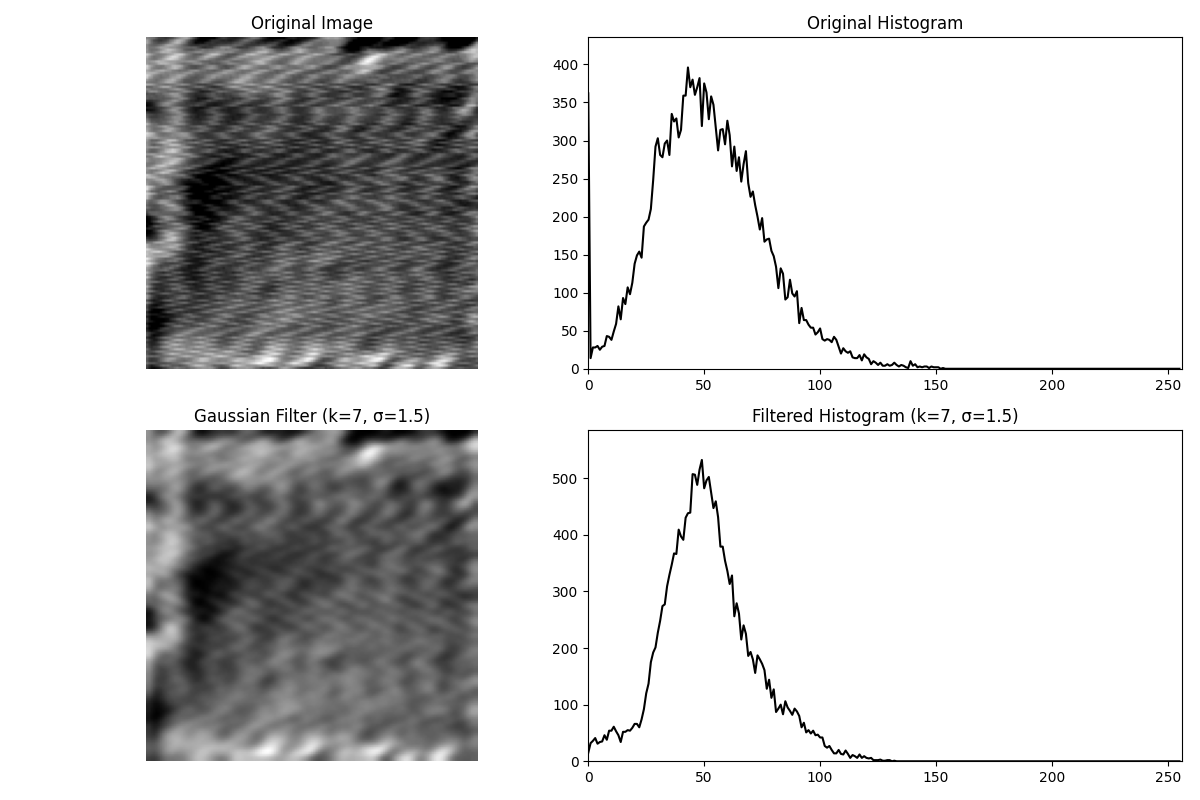 Original Image
Original Histogram
400
350
300
250
200
150
100
50
0
0 50 100 150 200 250
Gaussian Filter (k=7, σ=1.5)
Filtered Histogram (k=7, σ=1.5)
500
400
300
200
100
0
0 50 100 150 200 250